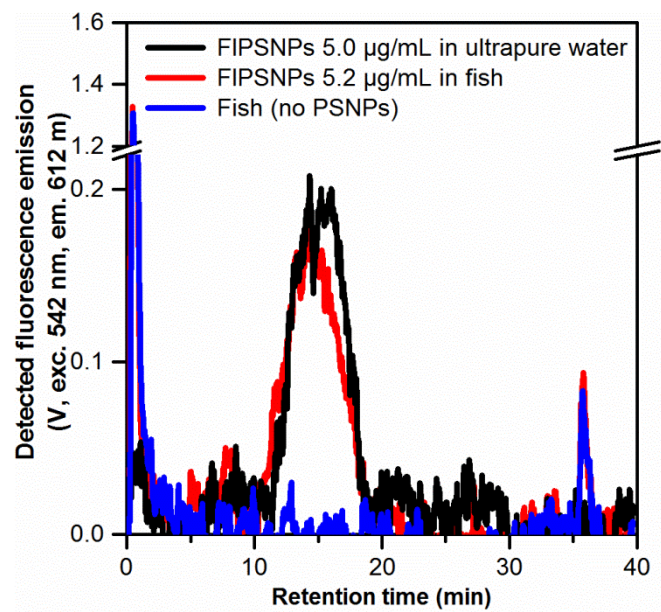 FIPSNPs 5.0 µg/mL in ultrapure water
FIPSNPs 5.2 µg/mL in fish
Fish (no PSNPs)
Detected fluorescence emission
(V, exc. 542 nm, em. 612 m)
1.6
1.4
1.2
0.2
0.1
0.0
0
10
20
30
40
Retention time (min)